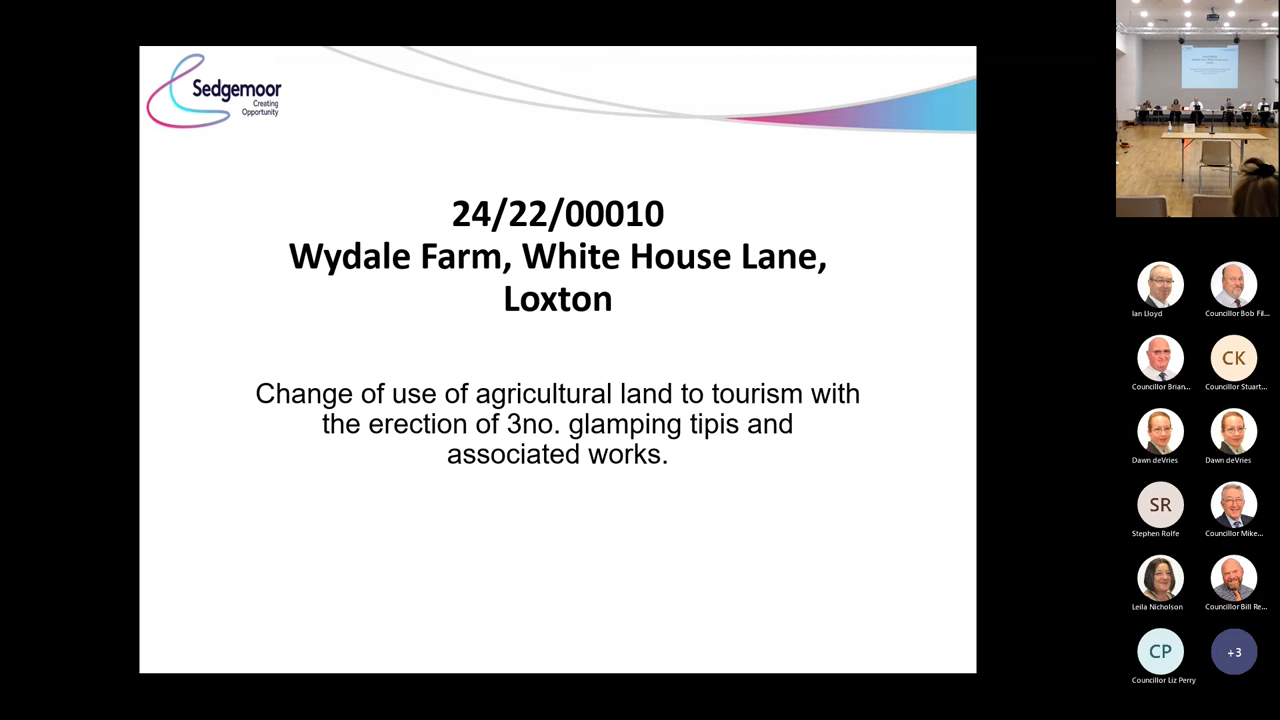 Sedgemoor
Creating
Opportunity
24/22/00010
Wydale Farm, White House Lane,
Loxton
Change of use of agricultural land to tourism with
the erection of 3no. glamping tipis and
associated works.
Ian Lloyd
Councillor Bob Fil...
Councillor Brian...
CK
Councillor Stuart...
Dawn deVries
Dawn deVries
SR
Stephen Rolfe
Councillor Mike...
Leila Nicholson
Councillor Bill Re...
CP
Councillor Liz Perry
+3